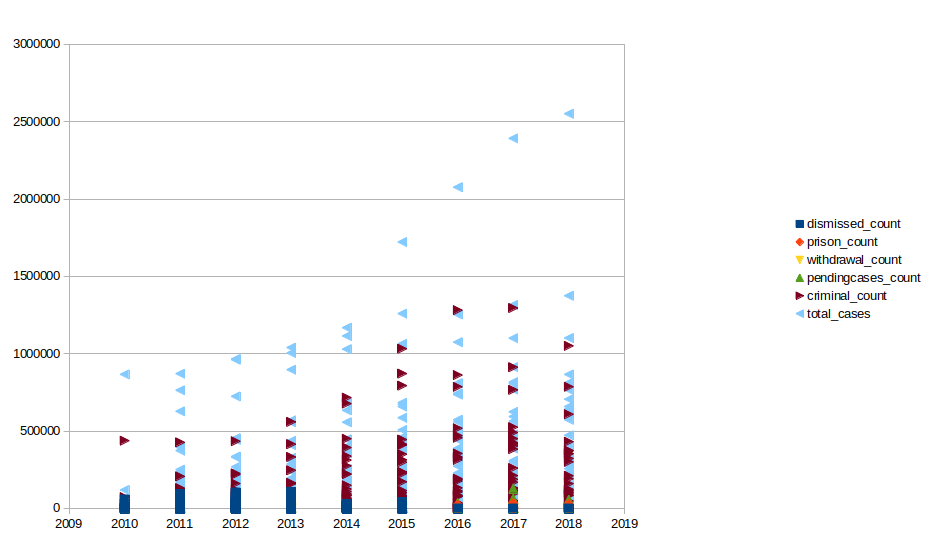 3000000
2500000
2000000
1500000
1000000
500000
0
2009 2010 2011 2012 2013 2014 2015 2016 2017 2018 2019
dismissed_count
prison_count
withdrawal_count
pendingcases_count
criminal_count
total_cases